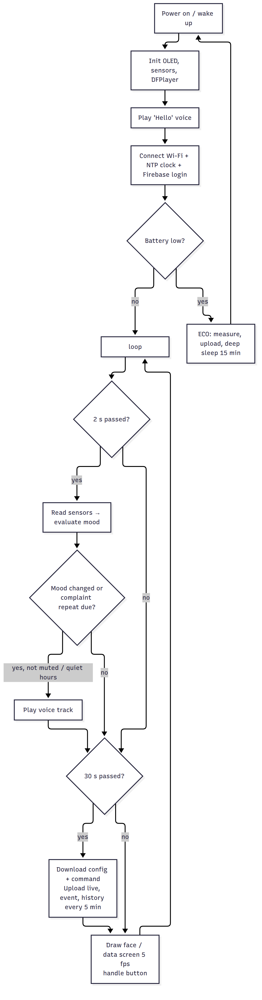 Power on / wake
up
Init OLED,
sensors,
DFPlayer
Play 'Hello' voice
Connect Wi-Fi +
NTP clock +
Firebase login
Battery low?
no
yes
ECO: measure,
upload, deep
sleep 15 min
loop
2 s passed?
yes
Read sensors →
evaluate mood
Mood changed or
complaint
repeat due?
no
yes, not muted / quiet
hours
no
Play voice track
30 s passed?
yes
no
Download config
+ command
Upload live,
event, history
every 5 min
Draw face /
data screen 5
fps
handle button